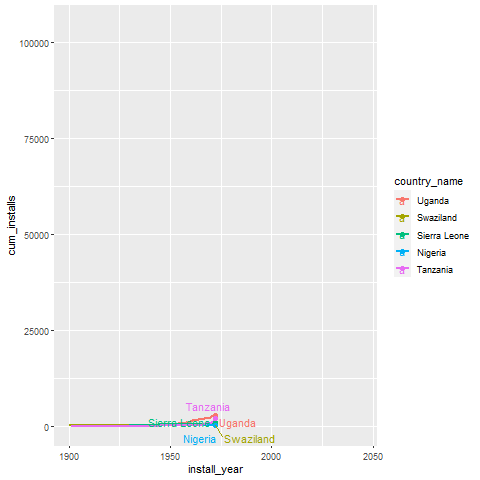 100000
75000
50000
25000
0
cum_installs
Tanzania
Sierra Leone
Uganda
Nigeria
Swaziland
1900
1950
2000
2050
install_year
country_name
Uganda
Swaziland
Sierra Leone
Nigeria
Tanzania